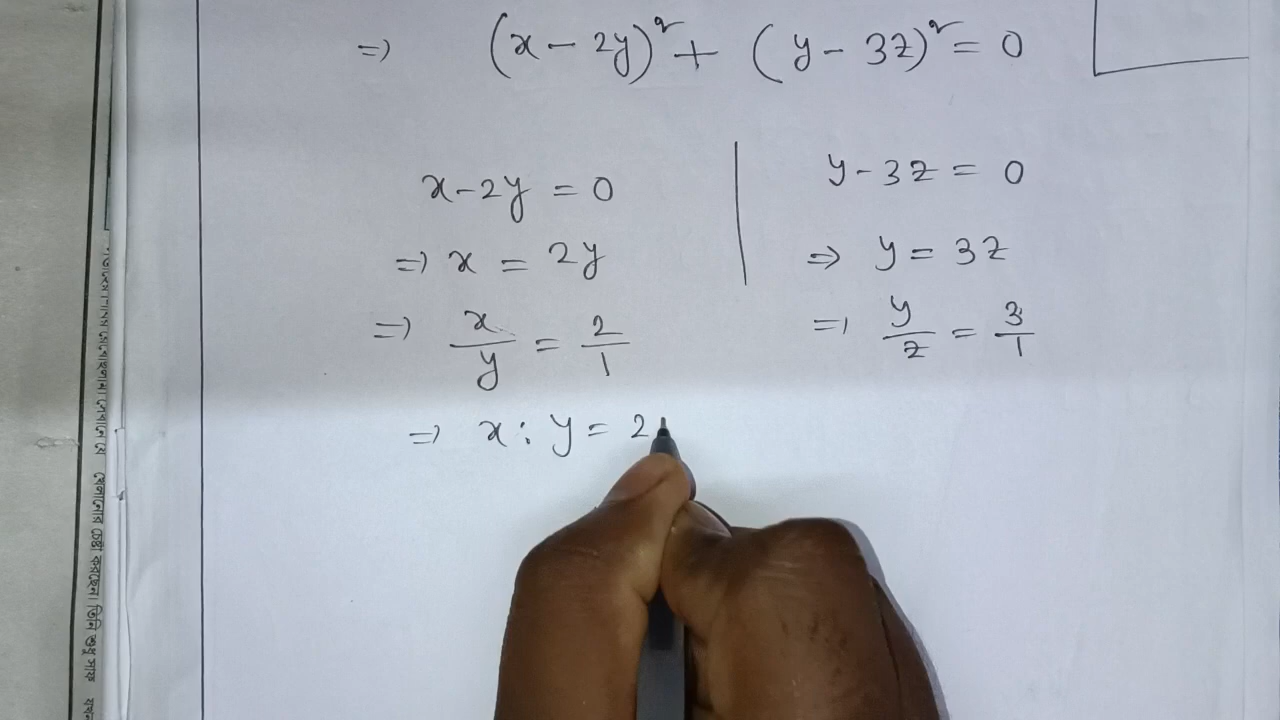 => (x - 2y)² + (y - 3z)² = 0
x - 2y = 0
=> x = 2y
=> x/y = 2/1
=> x : y = 2
y - 3z = 0
=> y = 3z
=> y/z = 3/1